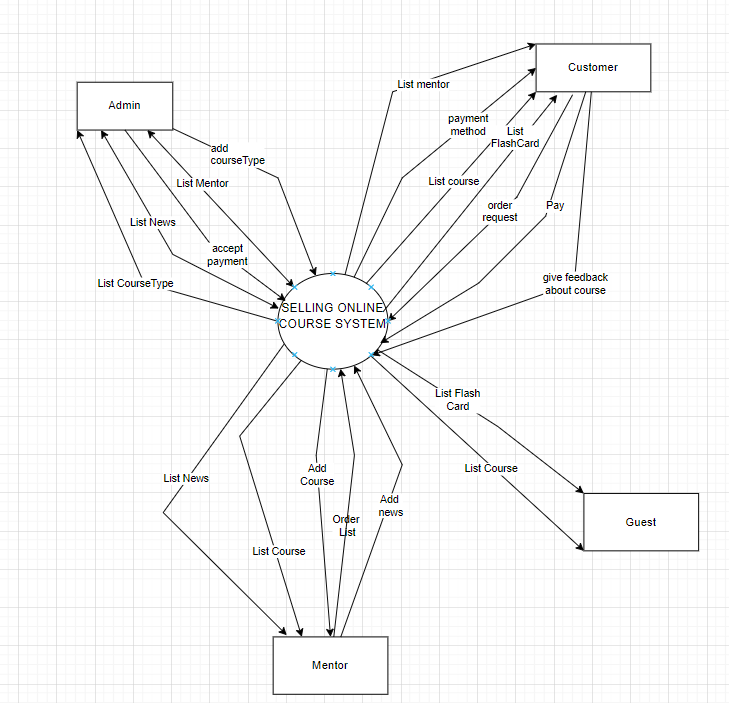 Customer
List mentor
Admin
payment
method
List
FlashCard
add
courseType
List Mentor
List course
order
request
Pay
List News
accept
payment
List CourseType
give feedback
about course
SELLING ONLINE
COURSE SYSTEM
List Flash
Card
List Course
List News
Add
Course
Add
news
Order
List
Guest
List Course
Mentor